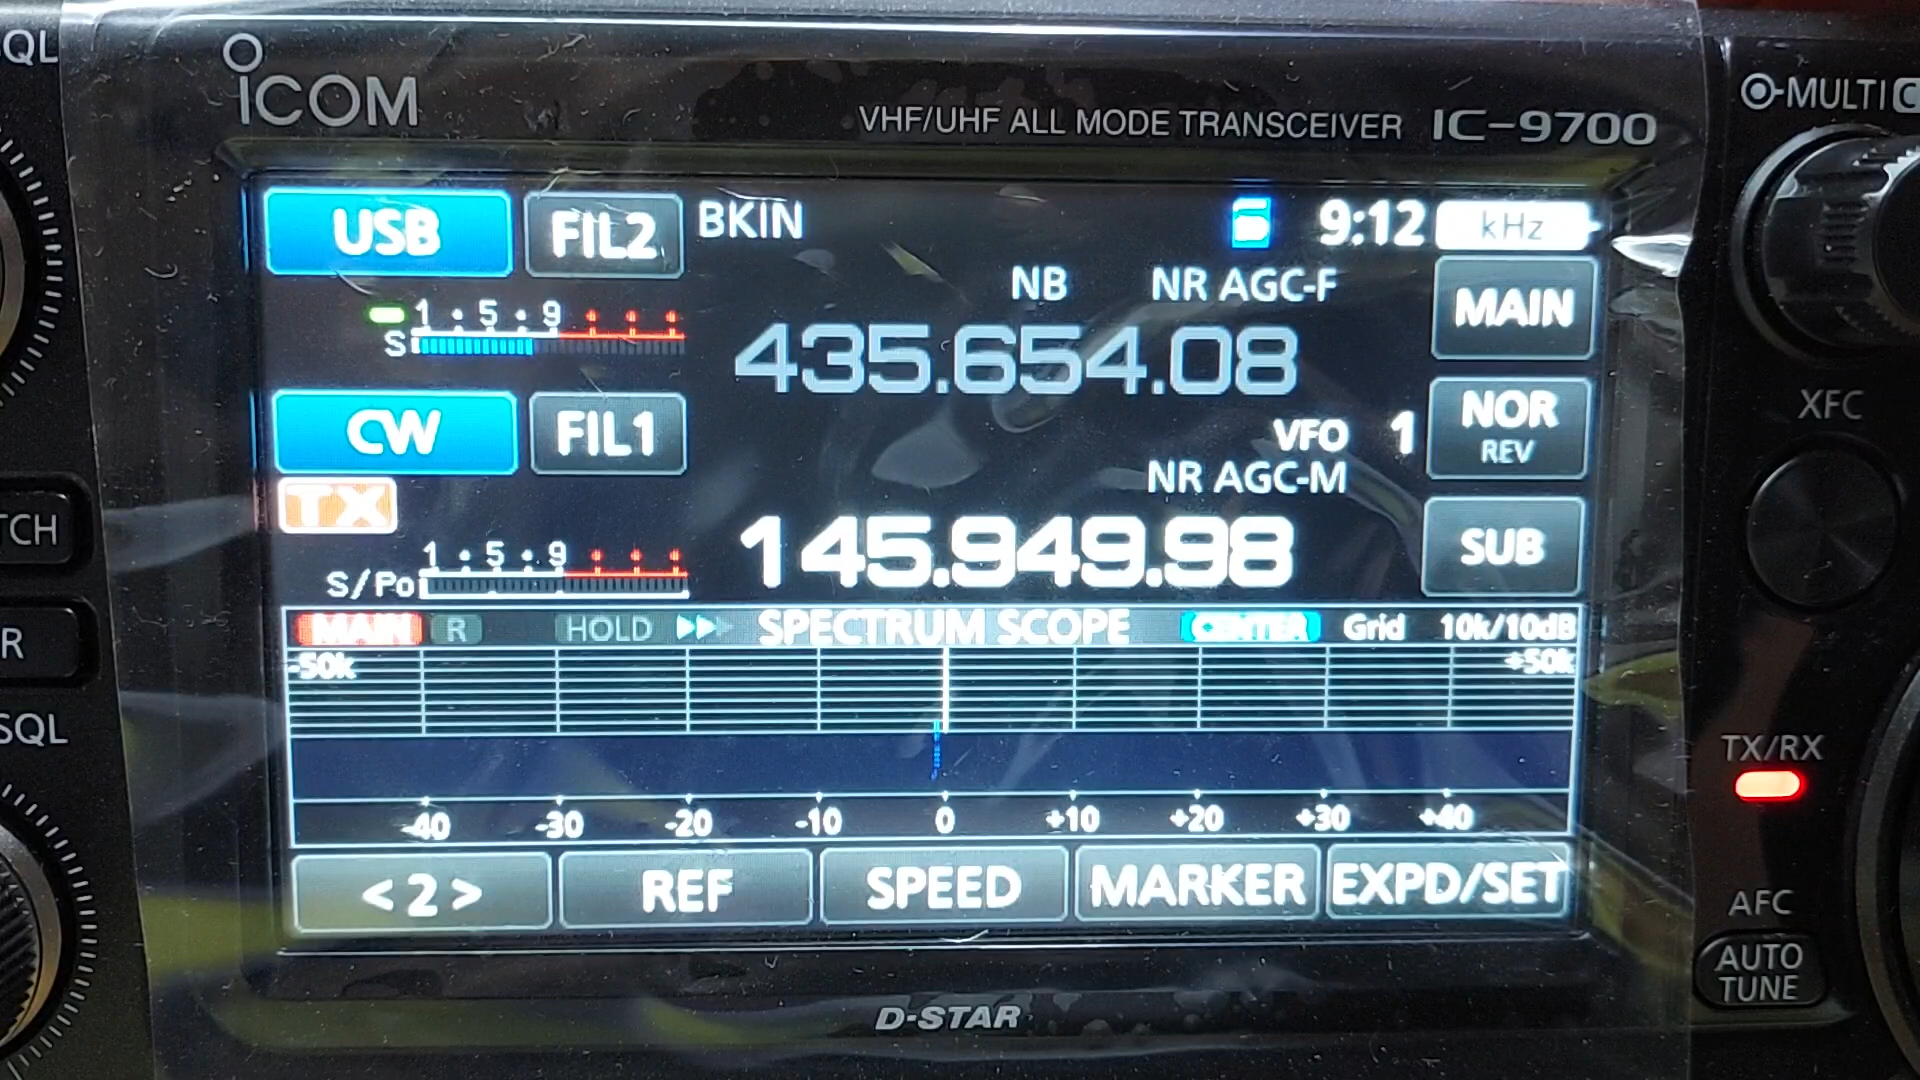 SQL
ICOM
VHF/UHF ALL MODE TRANSCEIVER IC-9700
MULTI
USB FIL2 BKIN 9:12 kHz
NB NR AGC-F
MAIN
1 5 9
S
435.654.08
CW FIL1
VFO 1
NOR
REV
XFC
NR AGC-M
TX
1 5 9
S/Po
145.949.98
SUB
TCH
R
MAIN R HOLD SPECTRUM SCOPE CENTER Grid 10k/10dB
-50k +50k
SQL
TX/RX
-40 -30 -20 -10 0 +10 +20 +30 +40
<2> REF SPEED MARKER EXPD/SET
AFC
AUTO
TUNE
D-STAR